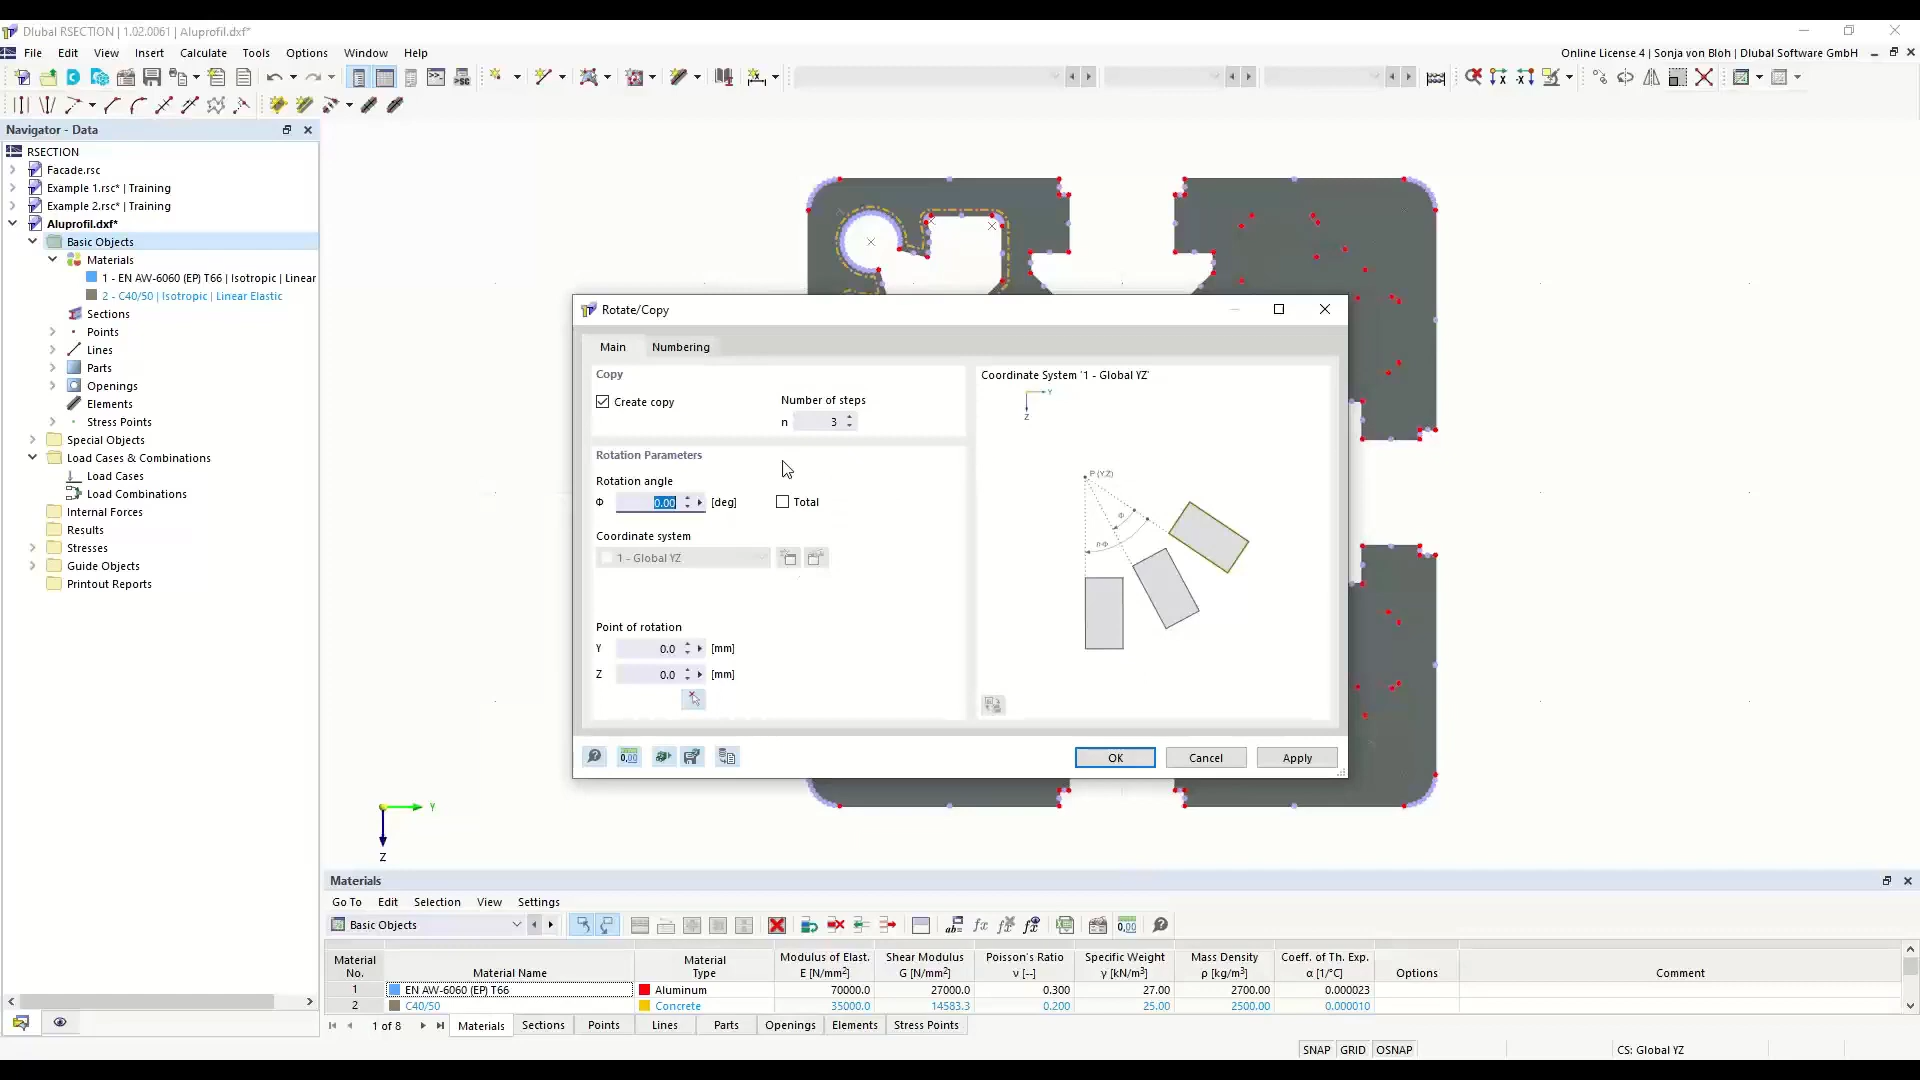 Dlubal RSECTION | 1.02.0061 | Aluprofil.dxf*
File Edit View Insert Calculate Tools Options Window Help
Online License 4 | Sonja von Bloh | Dlubal Software GmbH
Navigator - Data
RSECTION
Facade.rsc
Example 1.rsc* | Training
Example 2.rsc* | Training
Aluprofil.dxf*
Basic Objects
Materials
1 - EN AW-6060 (EP) T66 | Isotropic | Linear
2 - C40/50 | Isotropic | Linear Elastic
Sections
Points
Lines
Parts
Openings
Elements
Stress Points
Special Objects
Load Cases & Combinations
Load Cases
Load Combinations
Internal Forces
Results
Stresses
Guide Objects
Printout Reports
Rotate/Copy
Main Numbering
Copy
Create copy
Number of steps
n 3
Rotation Parameters
Rotation angle
Φ 0.00 [deg] Total
Coordinate system
1 - Global YZ
Point of rotation
Y 0.0 [mm]
Z 0.0 [mm]
Coordinate System '1 - Global YZ'
Y
Z
P (Y,Z)
Φ
n·Φ
0,00
OK Cancel Apply
Y
Z
Materials
Go To Edit Selection View Settings
Basic Objects
0,00
Material No.
Material Name
Material Type
Modulus of Elast. E [N/mm²]
Shear Modulus G [N/mm²]
Poisson's Ratio ν [--]
Specific Weight γ [kN/m³]
Mass Density ρ [kg/m³]
Coeff. of Th. Exp. α [1/°C]
Options
Comment
1 EN AW-6060 (EP) T66 Aluminum 70000.0 27000.0 0.300 27.00 2700.00 0.000023
2 C40/50 Concrete 35000.0 14583.3 0.200 25.00 2500.00 0.000010
1 of 8 Materials Sections Points Lines Parts Openings Elements Stress Points
SNAP GRID OSNAP CS: Global YZ